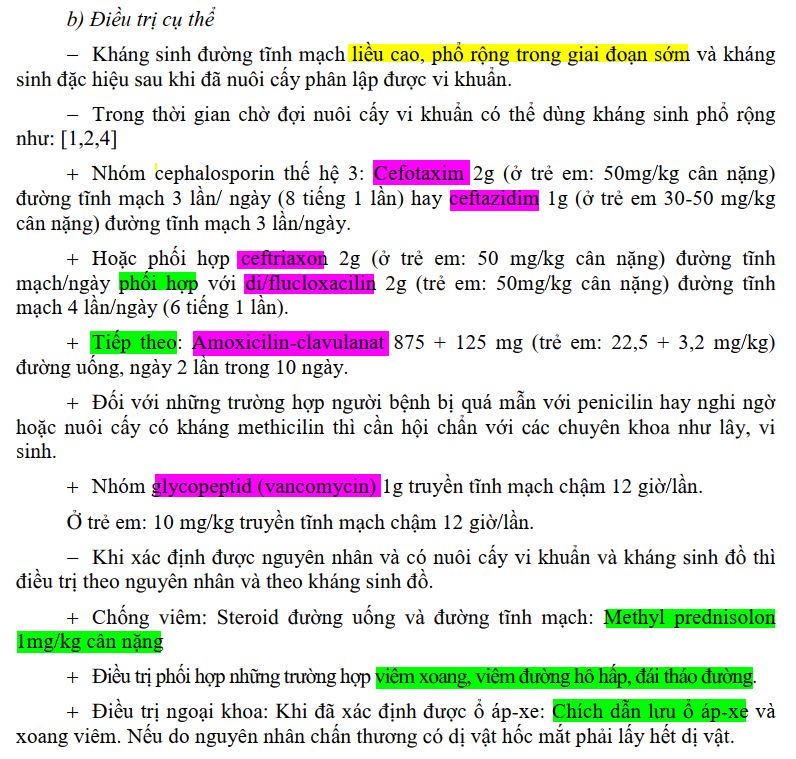 b) Điều trị cụ thể
− Kháng sinh đường tĩnh mạch liều cao, phổ rộng trong giai đoạn sớm và kháng
sinh đặc hiệu sau khi đã nuôi cấy phân lập được vi khuẩn.
− Trong thời gian chờ đợi nuôi cấy vi khuẩn có thể dùng kháng sinh phổ rộng
như: [1,2,4]
+ Nhóm cephalosporin thế hệ 3: Cefotaxim 2g (ở trẻ em: 50mg/kg cân nặng)
đường tĩnh mạch 3 lần/ ngày (8 tiếng 1 lần) hay ceftazidim 1g (ở trẻ em 30-50 mg/kg
cân nặng) đường tĩnh mạch 3 lần/ngày.
+ Hoặc phối hợp ceftriaxon 2g (ở trẻ em: 50 mg/kg cân nặng) đường tĩnh
mạch/ngày phối hợp với di/flucloxacilin 2g (trẻ em: 50mg/kg cân nặng) đường tĩnh
mạch 4 lần/ngày (6 tiếng 1 lần).
+ Tiếp theo: Amoxicilin-clavulanat 875 + 125 mg (trẻ em: 22,5 + 3,2 mg/kg)
đường uống, ngày 2 lần trong 10 ngày.
+ Đối với những trường hợp người bệnh bị quá mẫn với penicilin hay nghi ngờ
hoặc nuôi cấy có kháng methicilin thì cần hội chẩn với các chuyên khoa như lây, vi
sinh.
+ Nhóm glycopeptid (vancomycin) 1g truyền tĩnh mạch chậm 12 giờ/lần.
Ở trẻ em: 10 mg/kg truyền tĩnh mạch chậm 12 giờ/lần.
− Khi xác định được nguyên nhân và có nuôi cấy vi khuẩn và kháng sinh đồ thì
điều trị theo nguyên nhân và theo kháng sinh đồ.
+ Chống viêm: Steroid đường uống và đường tĩnh mạch: Methyl prednisolon
1mg/kg cân nặng
+ Điều trị phối hợp những trường hợp viêm xoang, viêm đường hô hấp, đái tháo đường.
+ Điều trị ngoại khoa: Khi đã xác định được ổ áp-xe: Chích dẫn lưu ổ áp-xe và
xoang viêm. Nếu do nguyên nhân chấn thương có dị vật hốc mắt phải lấy hết dị vật.